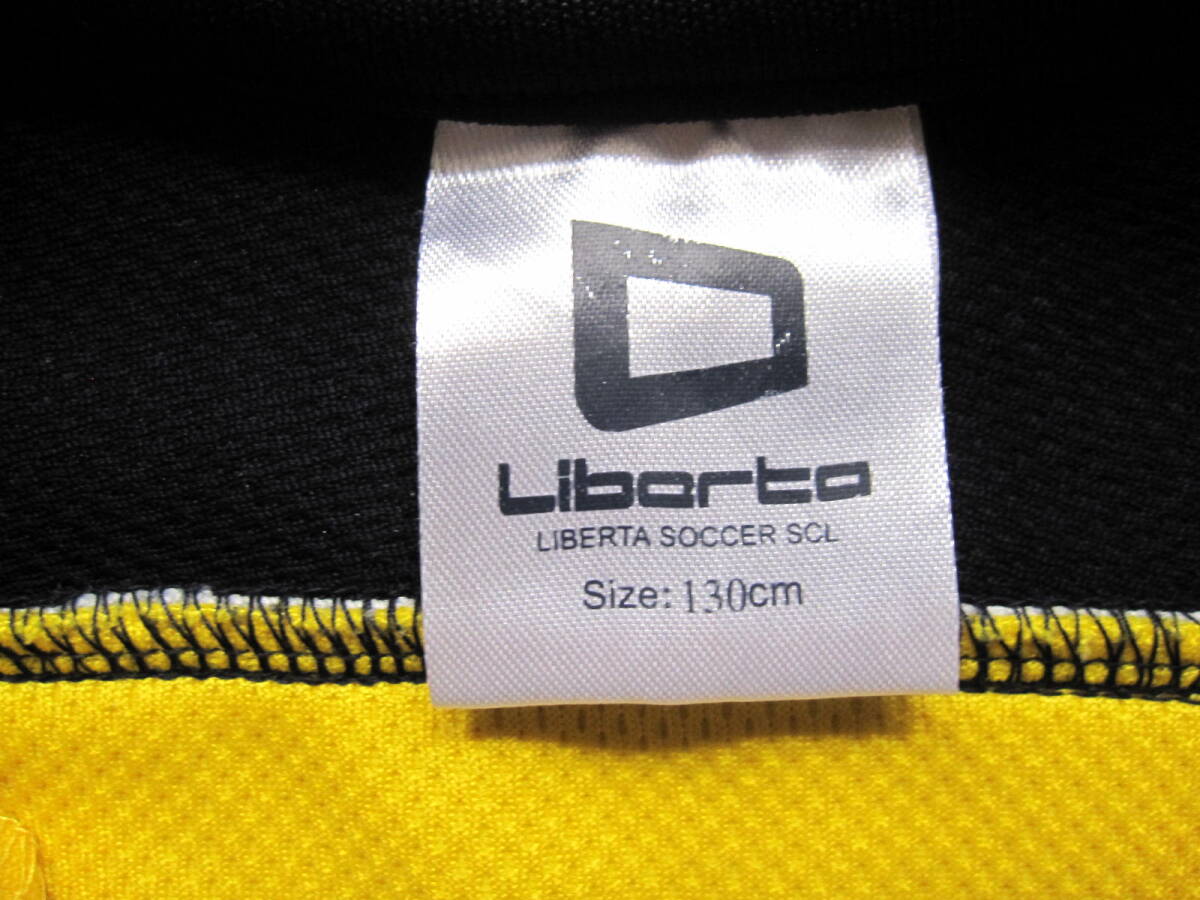 Liberta
LIBERTA SOCCER SCL
Size: 130cm